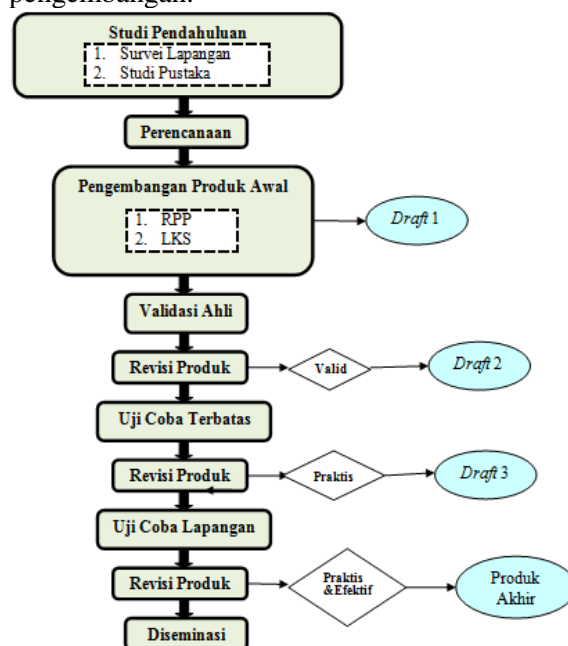 pengembangan.
Studi Pendahuluan
1. Survei Lapangan
2. Studi Pustaka
Perencanaan
Pengembangan Produk Awal
1. RPP
2. LKS
Draft 1
Validasi Ahli
Revisi Produk
Valid
Draft 2
Uji Coba Terbatas
Revisi Produk
Praktis
Draft 3
Uji Coba Lapangan
Revisi Produk
Praktis
&Efektif
Produk
Akhir
Diseminasi